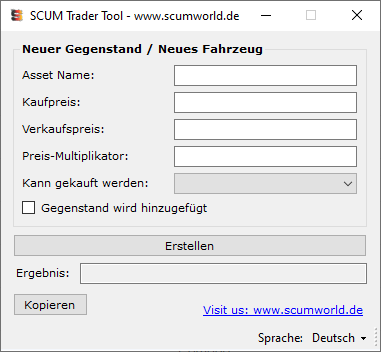 SCUM Trader Tool - www.scumworld.de
Neuer Gegenstand / Neues Fahrzeug
Asset Name:
Kaufpreis:
Verkaufspreis:
Preis-Multiplikator:
Kann gekauft werden:
Gegenstand wird hinzugefügt
Erstellen
Ergebnis:
Kopieren
Visit us: www.scumworld.de
Sprache: Deutsch